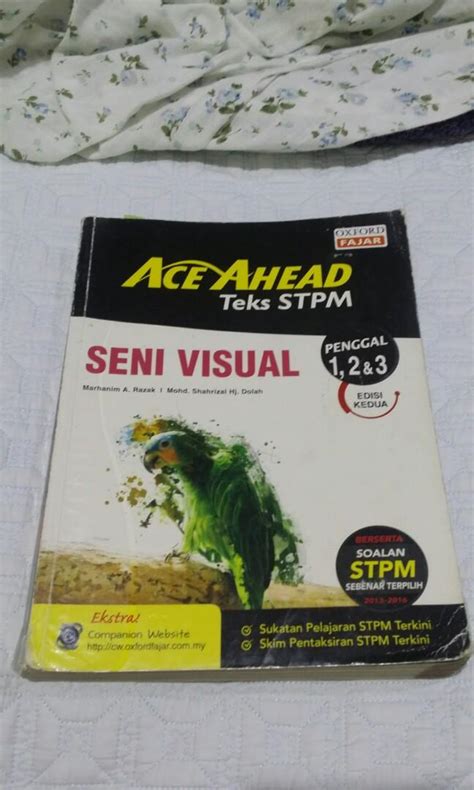 OXFORD
FAJAR
ACE AHEAD
Teks STPM
SENI VISUAL
Marhanim A. Razak | Mohd. Shahrizal Hj. Dolah
PENGGAL
1, 2 & 3
EDISI
KEDUA
BERSERTA
SOALAN
STPM
SEBENAR TERPILIH
2013-2016
Ekstra!
Companion Website
http://cw.oxfordfajar.com.my
Sukatan Pelajaran STPM Terkini
Skim Pentaksiran STPM Terkini